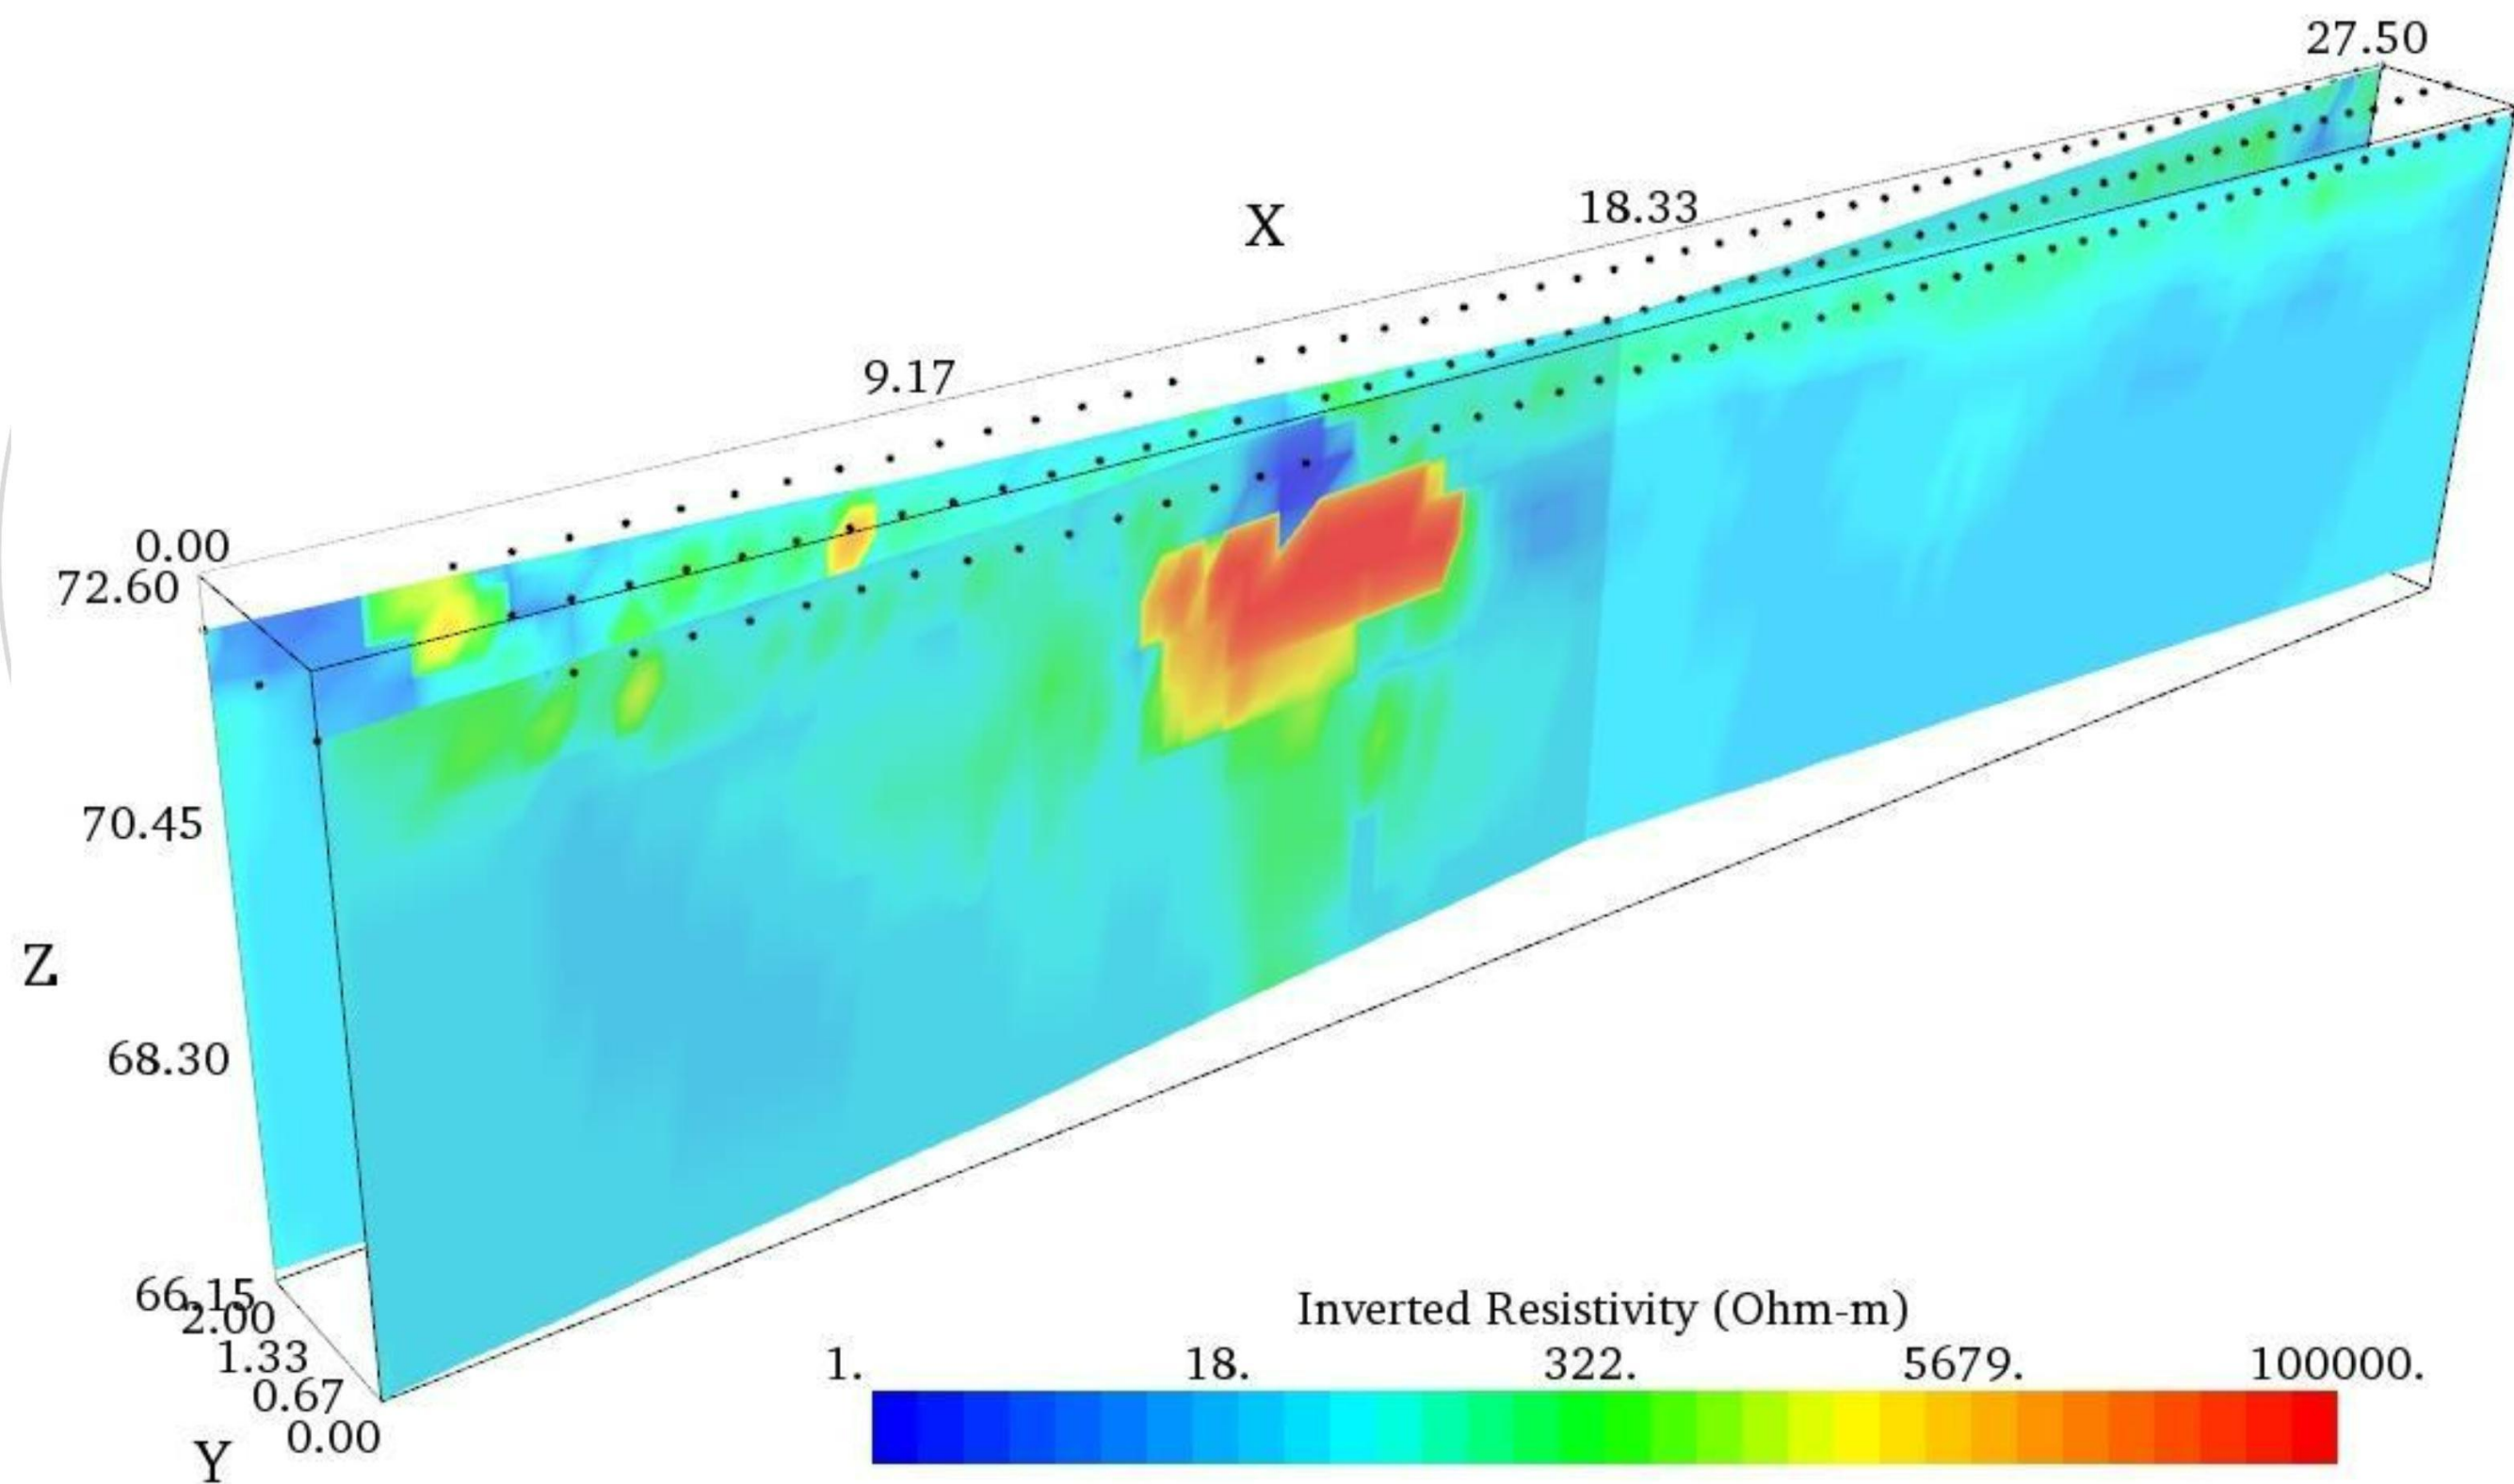 27.50
18.33
X
9.17
0.00
72.60
70.45
Z
68.30
66.15
2.00
1.33
0.67
0.00
Y
Inverted Resistivity (Ohm-m)
1. 18. 322. 5679. 100000.